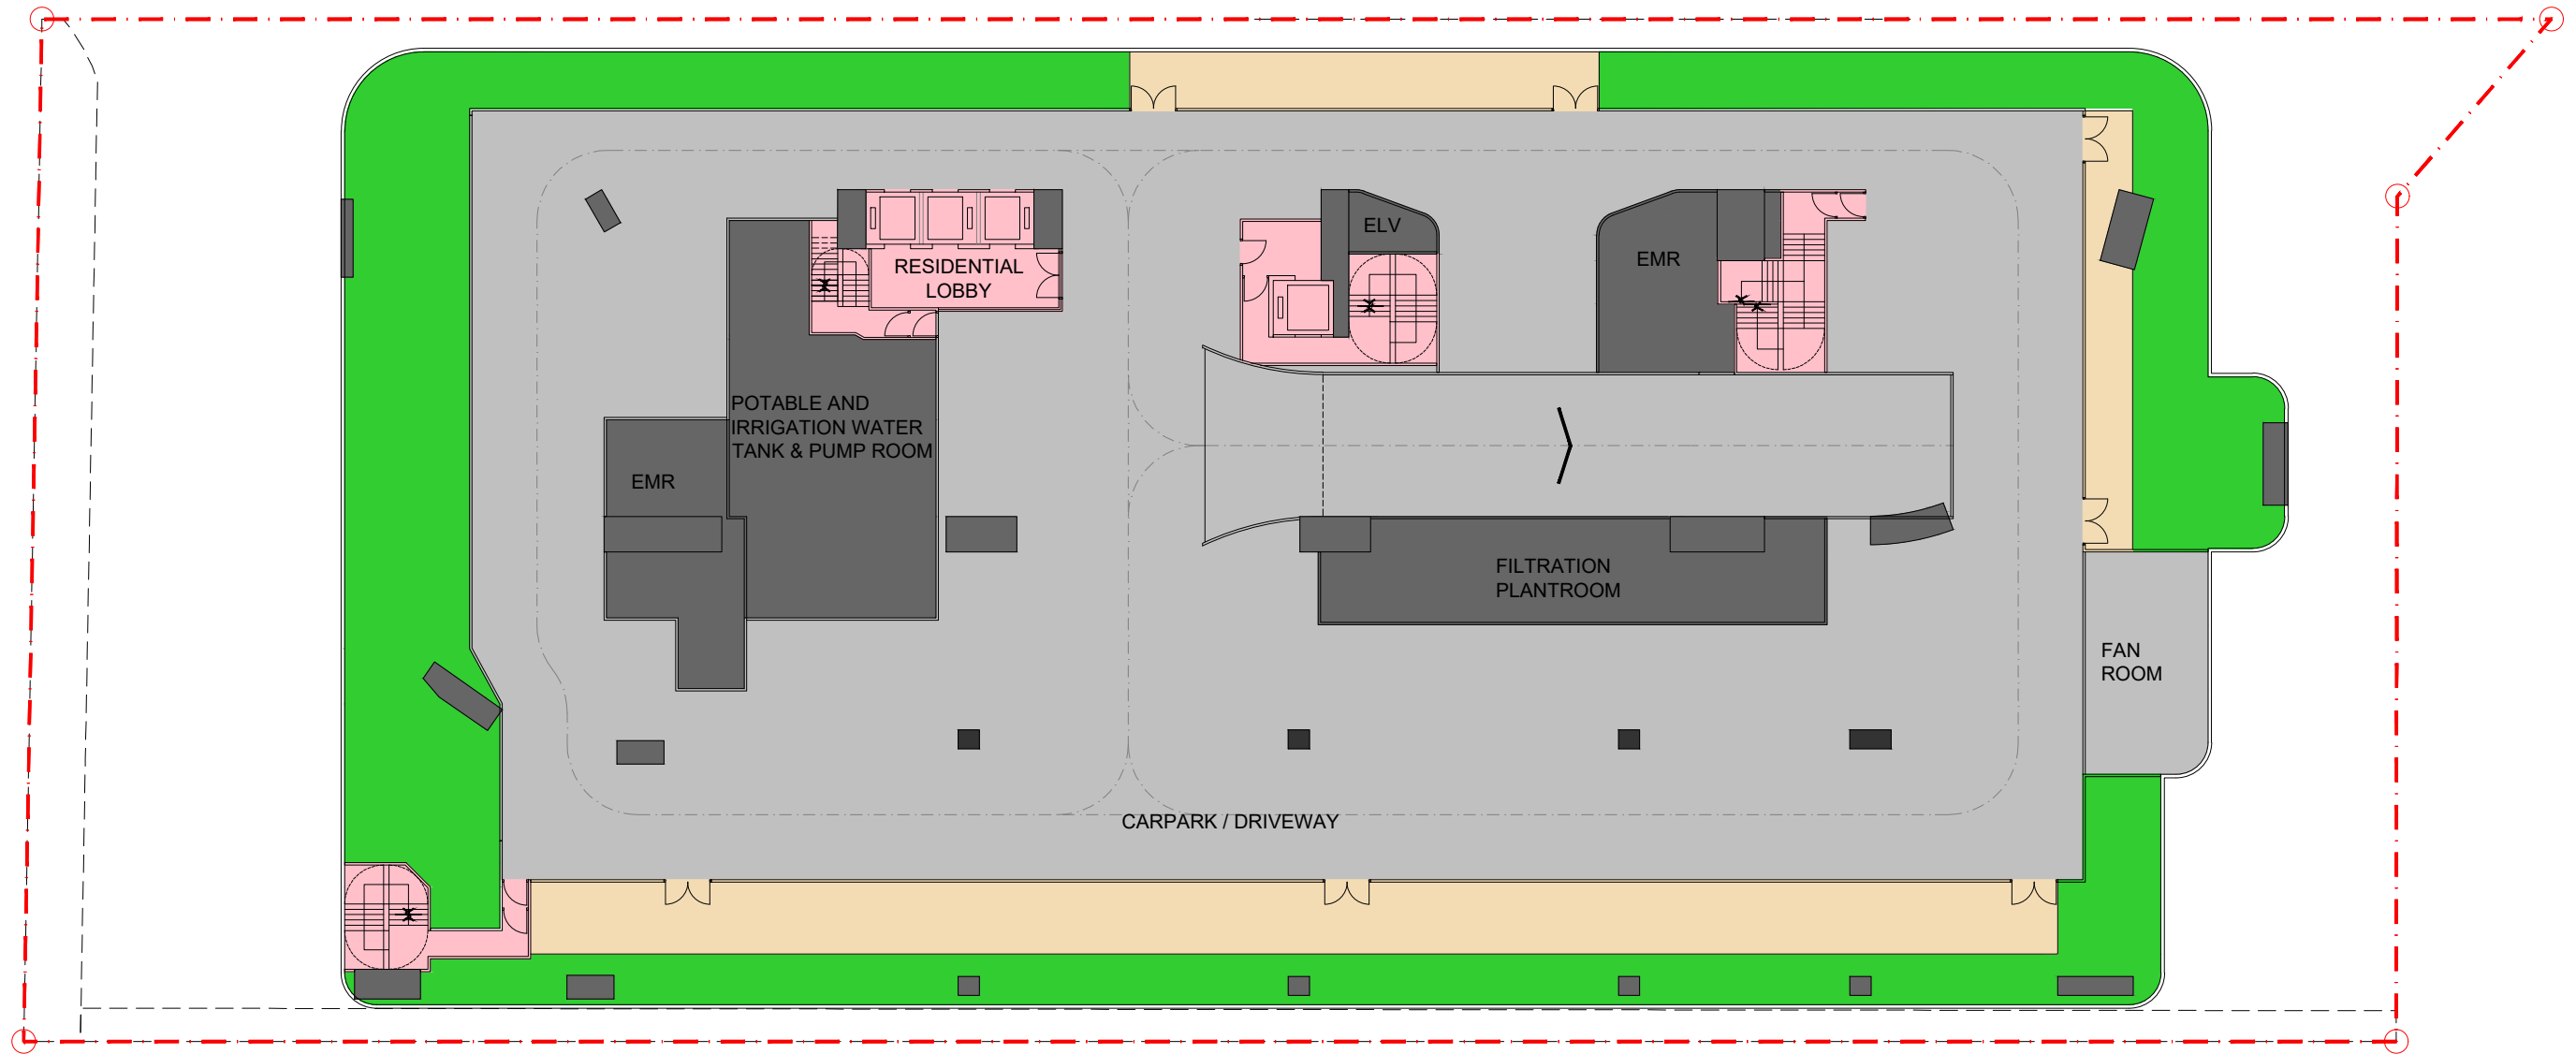 ELV
EMR
RESIDENTIAL
LOBBY
POTABLE AND
IRRIGATION WATER
TANK & PUMP ROOM
EMR
FILTRATION
PLANTROOM
FAN
ROOM
CARPARK / DRIVEWAY